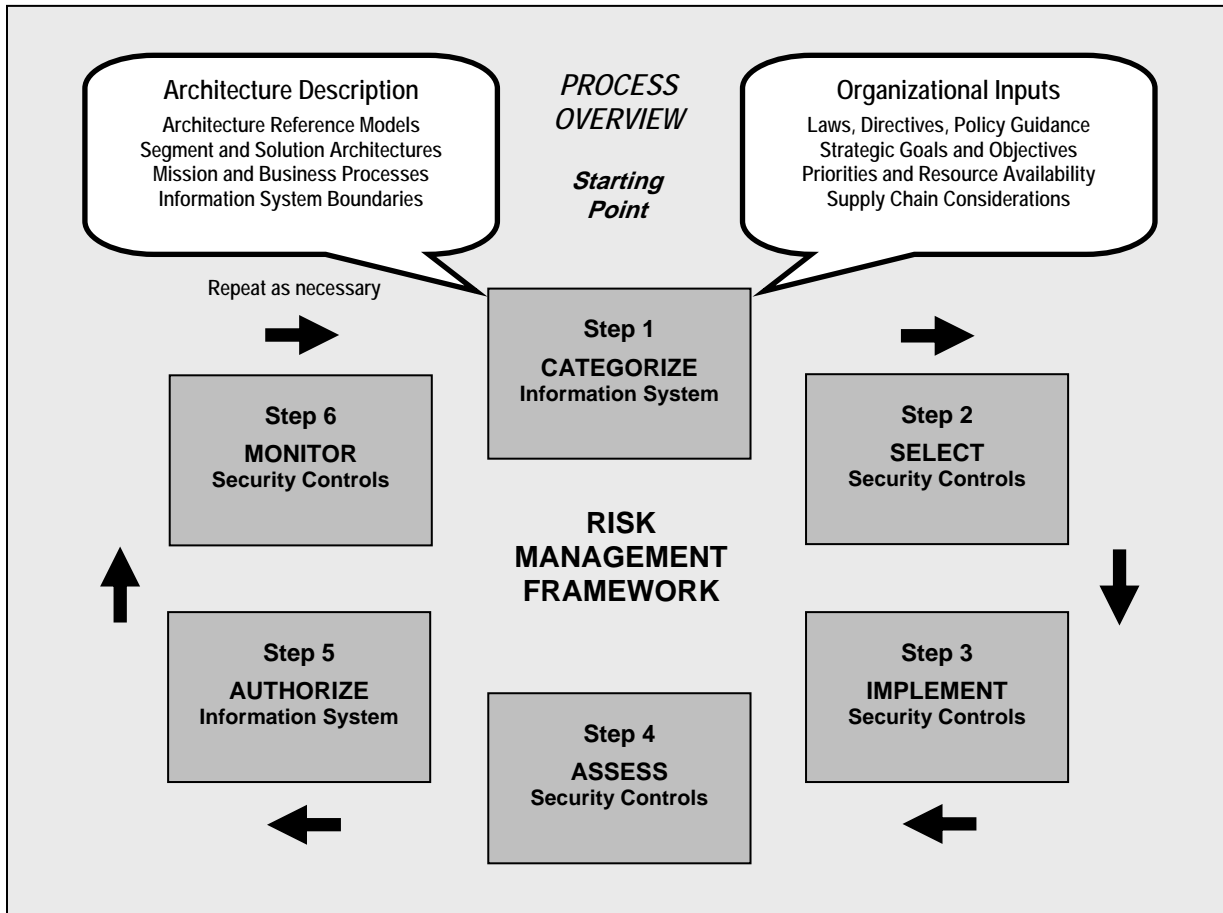 Architecture Description
Architecture Reference Models
Segment and Solution Architectures
Mission and Business Processes
Information System Boundaries
PROCESS
OVERVIEW
Starting
Point
Organizational Inputs
Laws, Directives, Policy Guidance
Strategic Goals and Objectives
Priorities and Resource Availability
Supply Chain Considerations
Repeat as necessary
Step 1
CATEGORIZE
Information System
Step 2
SELECT
Security Controls
Step 3
IMPLEMENT
Security Controls
Step 4
ASSESS
Security Controls
Step 5
AUTHORIZE
Information System
Step 6
MONITOR
Security Controls
RISK
MANAGEMENT
FRAMEWORK